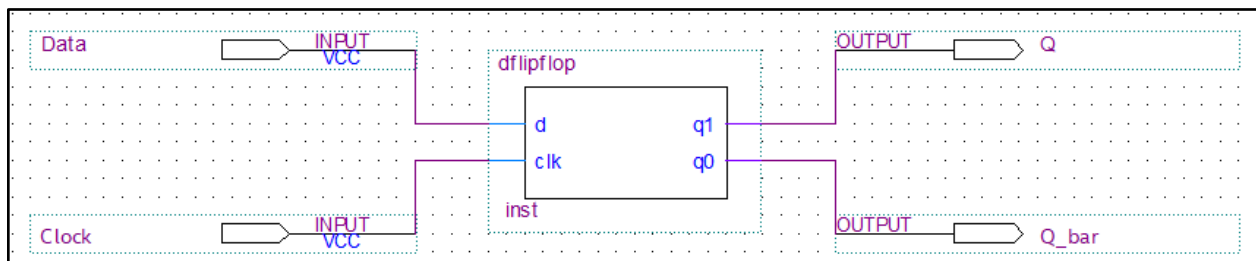 Data
INPUT
VCC
dflipflop
d
clk
q1
q0
inst
OUTPUT
Q
Clock
INPUT
VCC
OUTPUT
Q_bar